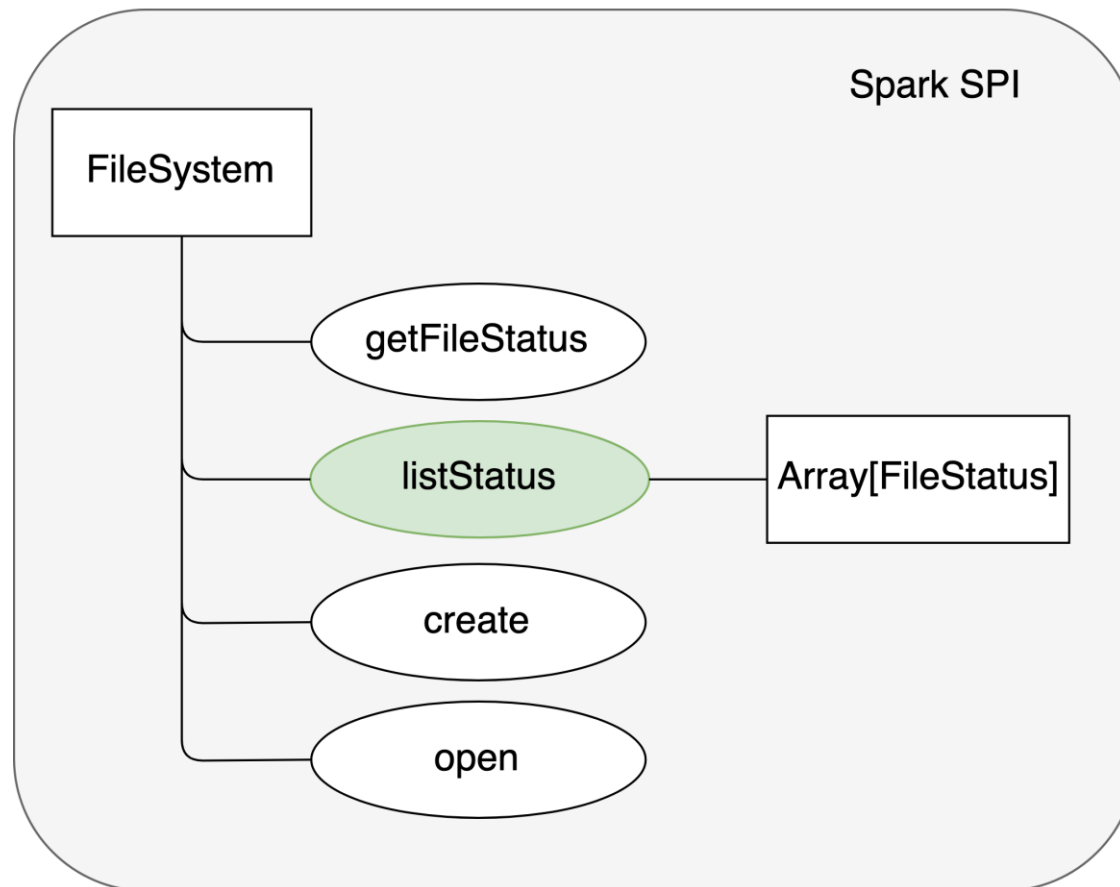 Spark SPI
FileSystem
getFileStatus
listStatus
Array[FileStatus]
create
open